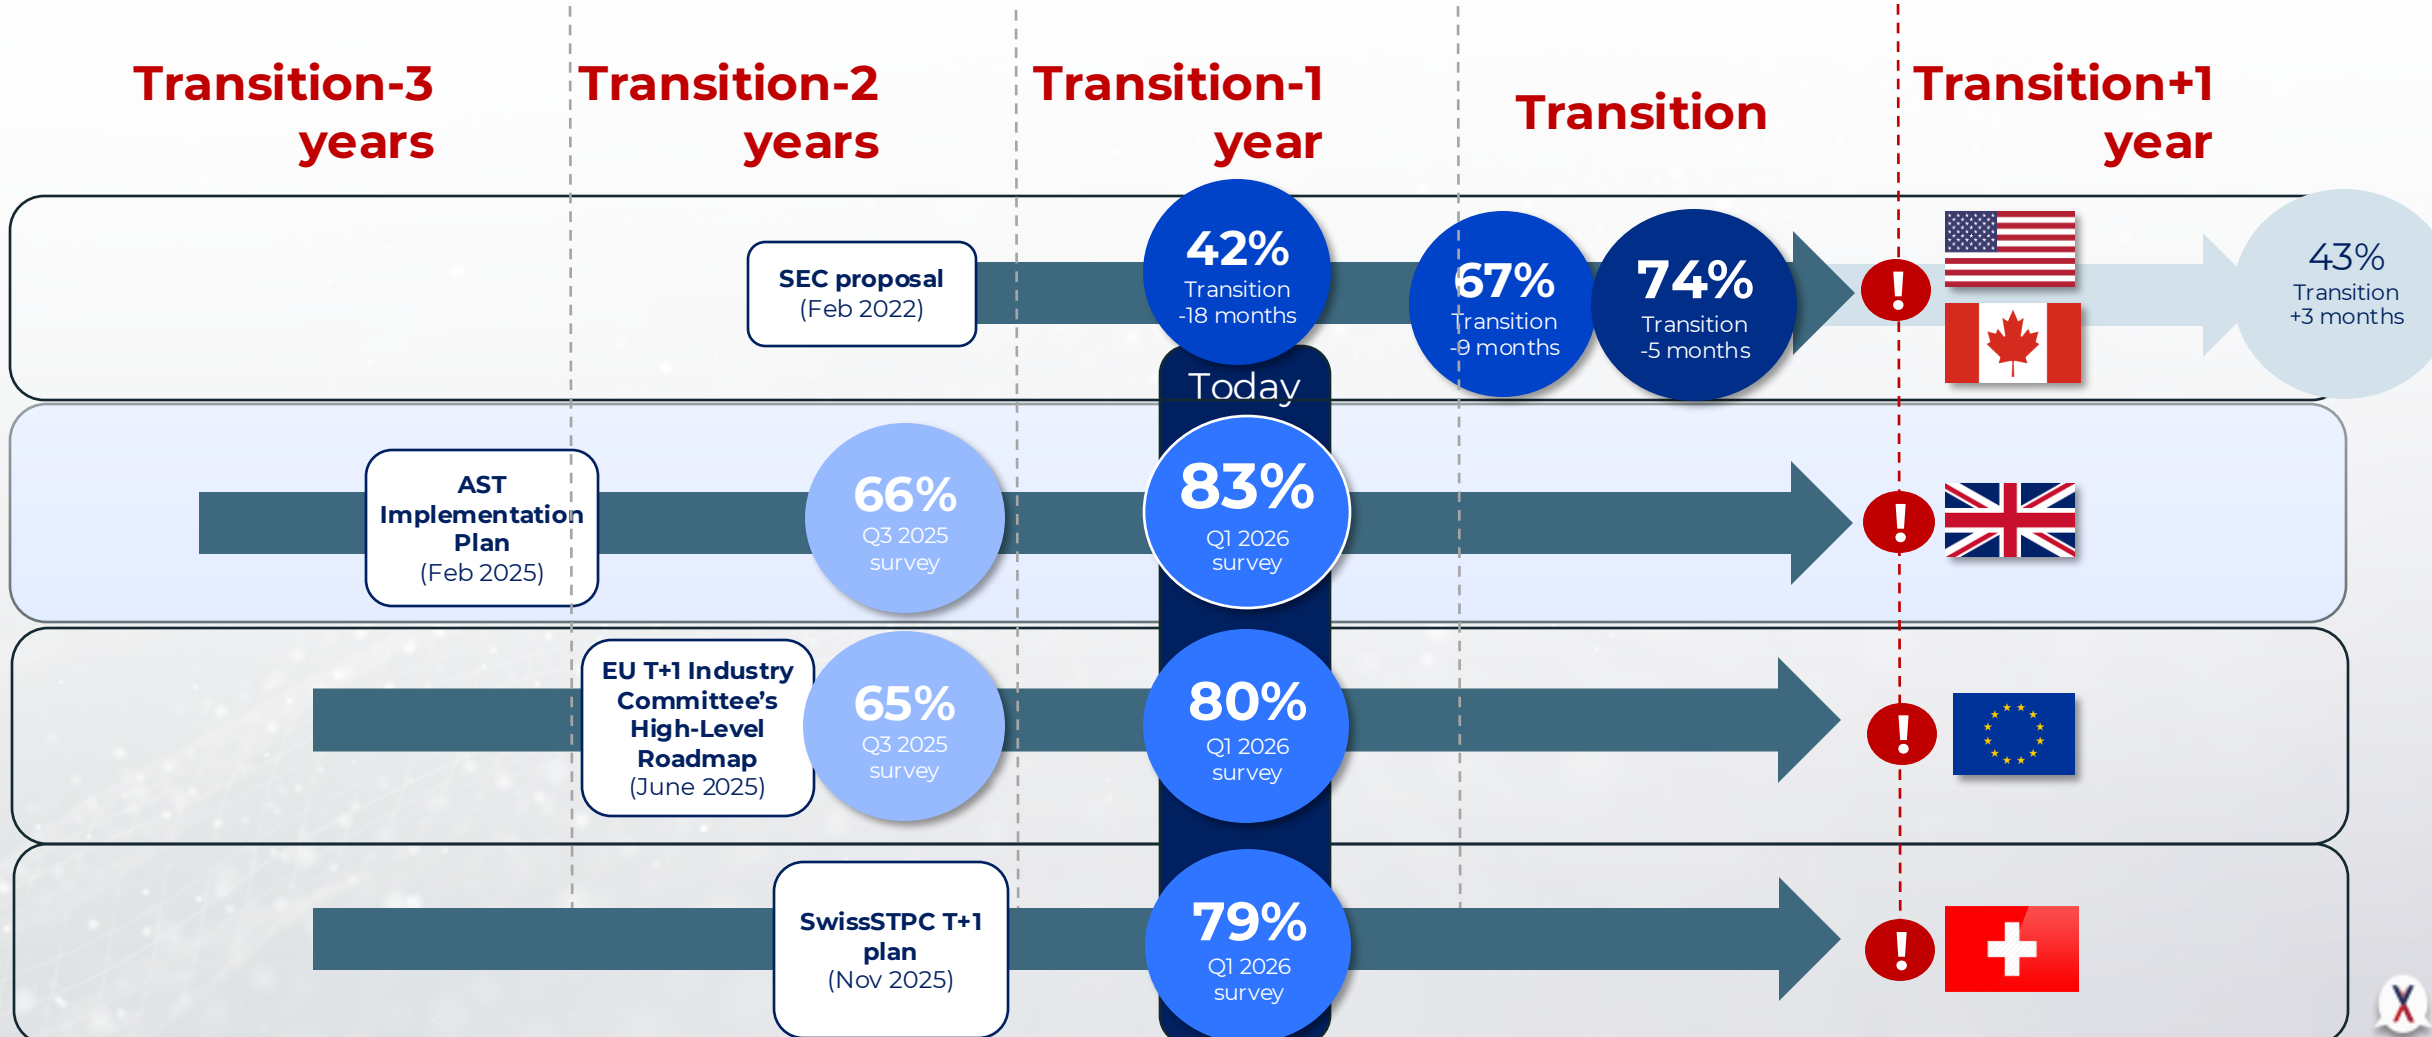 Transition-3
years
Transition-2
years
Transition-1
year
Transition
Transition+1
year
SEC proposal
(Feb 2022)
42%
Transition
-18 months
67%
Transition
-9 months
74%
Transition
-5 months
!
43%
Transition
+3 months
Today
AST
Implementation
Plan
(Feb 2025)
66%
Q3 2025
survey
83%
Q1 2026
survey
!
EU T+1 Industry
Committee’s
High-Level
Roadmap
(June 2025)
65%
Q3 2025
survey
80%
Q1 2026
survey
!
SwissSTPC T+1
plan
(Nov 2025)
79%
Q1 2026
survey
!
X